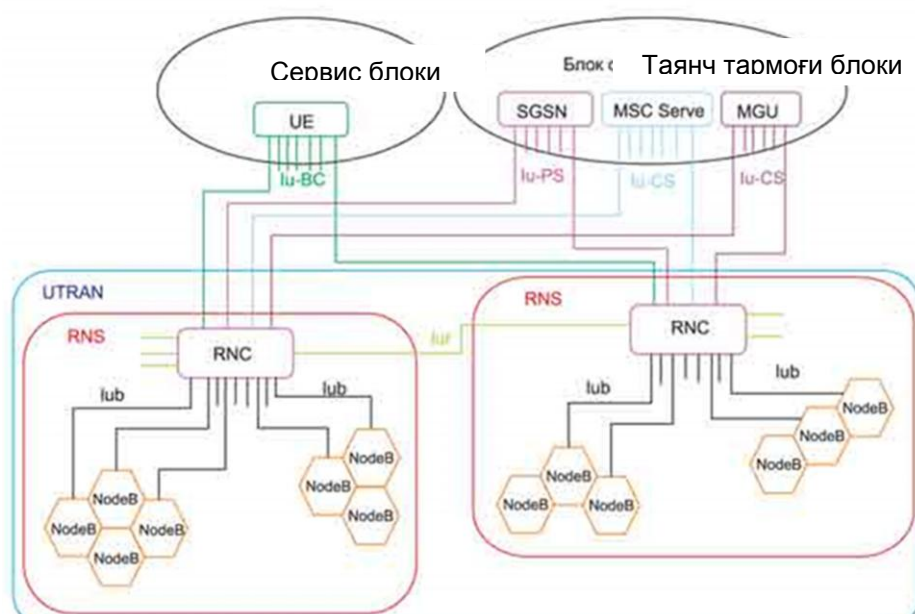 Сервис блоки
Блок с
Таянч тармоғи блоки
UE
SGSN
MSC Serve
MGU
Iu-BC
Iu-PS
Iu-CS
Iu-CS
UTRAN
RNS
RNS
RNC
RNC
Iur
Iub
Iub
Iub
Iub
NodeB
NodeB
NodeB
NodeB
NodeB
NodeB
NodeB
NodeB
NodeB
NodeB
NodeB
NodeB
NodeB